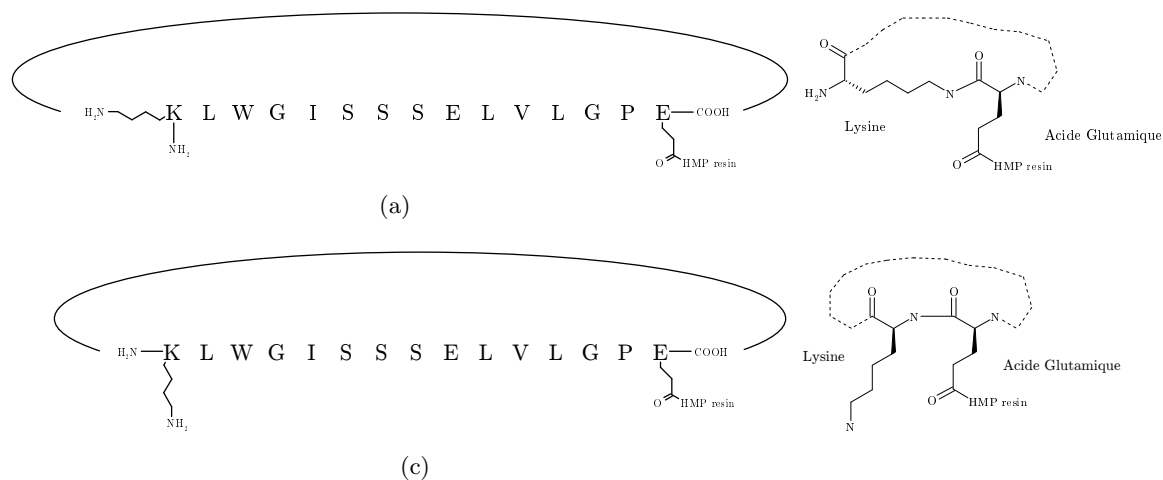 O
O
H₂N
K L W G I S S S E L V L G P E
COOH
N
N
H₂N
NH₂
Lysine
Acide Glutamique
O
HMP resin
O
HMP resin
(a)
O
O
N
N
H₂N
K L W G I S S S E L V L G P E
COOH
Lysine
Acide Glutamique
O
HMP resin
O
HMP resin
NH₂
N
(c)